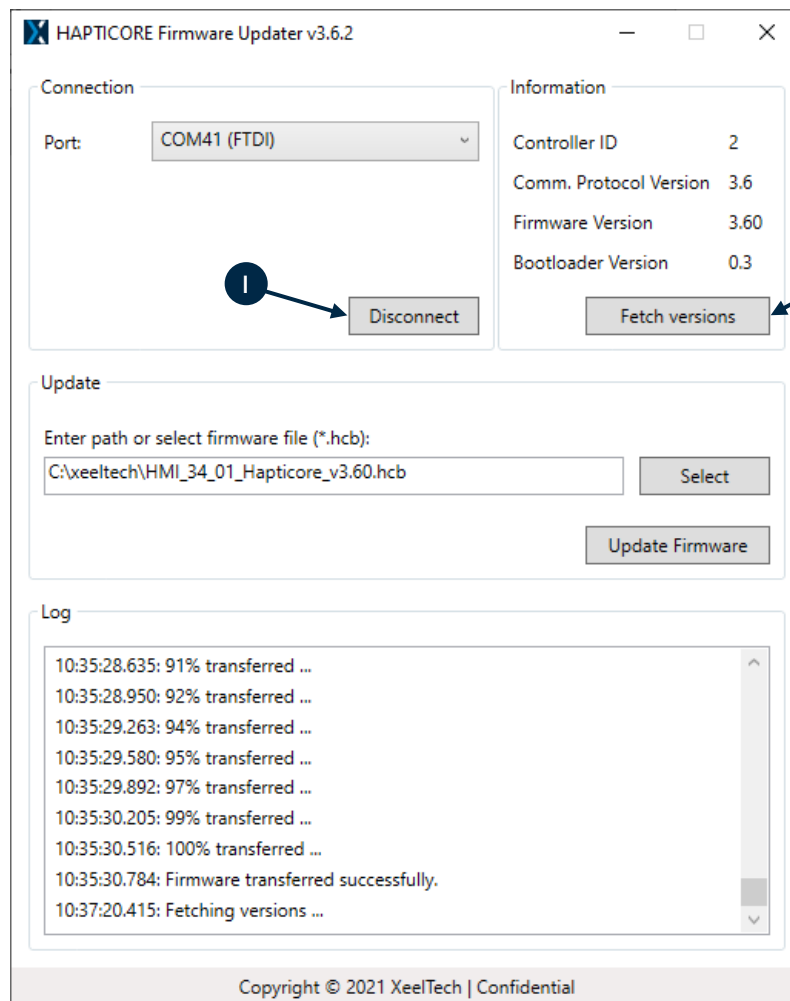 HAPTICORE Firmware Updater v3.6.2
Connection
Port: COM41 (FTDI)
I
Disconnect
Information
Controller ID 2
Comm. Protocol Version 3.6
Firmware Version 3.60
Bootloader Version 0.3
Fetch versions
Update
Enter path or select firmware file (*.hcb):
C:\xeeltech\HMI_34_01_Hapticore_v3.60.hcb
Select
Update Firmware
Log
10:35:28.635: 91% transferred ...
10:35:28.950: 92% transferred ...
10:35:29.263: 94% transferred ...
10:35:29.580: 95% transferred ...
10:35:29.892: 97% transferred ...
10:35:30.205: 99% transferred ...
10:35:30.516: 100% transferred ...
10:35:30.784: Firmware transferred successfully.
10:37:20.415: Fetching versions ...
Copyright © 2021 XeelTech | Confidential